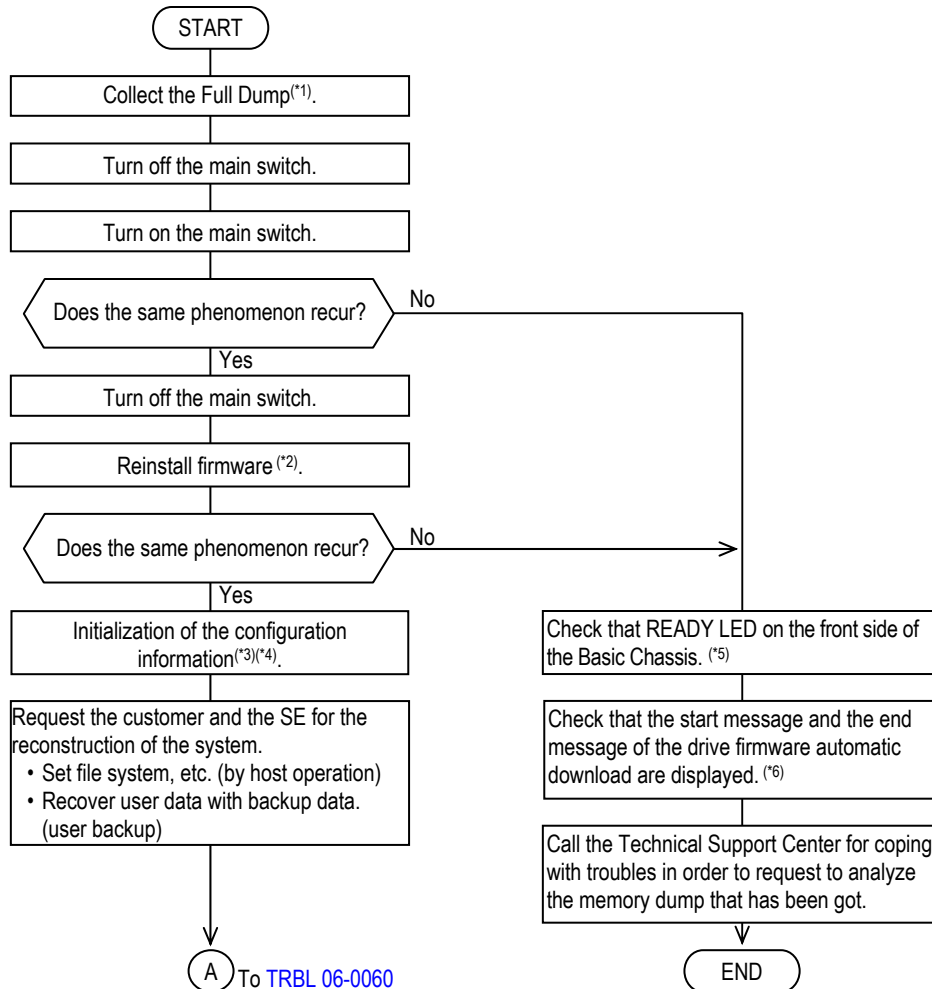 START
Collect the Full Dump(*1).
Turn off the main switch.
Turn on the main switch.
Does the same phenomenon recur?
No
Yes
Turn off the main switch.
Reinstall firmware (*2).
Does the same phenomenon recur?
No
Yes
Initialization of the configuration
information(*3)(*4).
Request the customer and the SE for the
reconstruction of the system.
• Set file system, etc. (by host operation)
• Recover user data with backup data.
(user backup)
A
To TRBL 06-0060
Check that READY LED on the front side of
the Basic Chassis. (*5)
Check that the start message and the end
message of the drive firmware automatic
download are displayed. (*6)
Call the Technical Support Center for coping
with troubles in order to request to analyze
the memory dump that has been got.
END